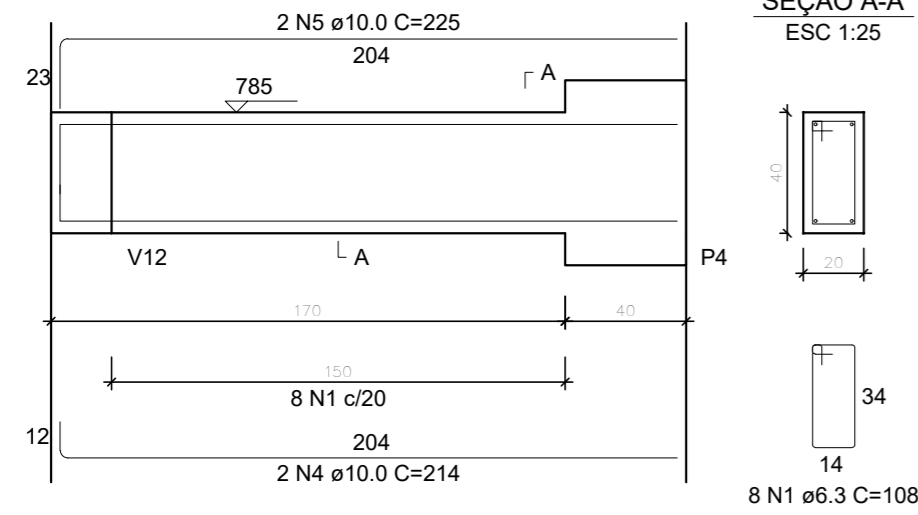 SEÇÃO A-A
ESC 1:25
2 N5 ø10.0 C=225
204
23
785
A
A
V12
P4
170
40
150
8 N1 c/20
12
204
2 N4 ø10.0 C=214
40
20
34
14
8 N1 ø6.3 C=108